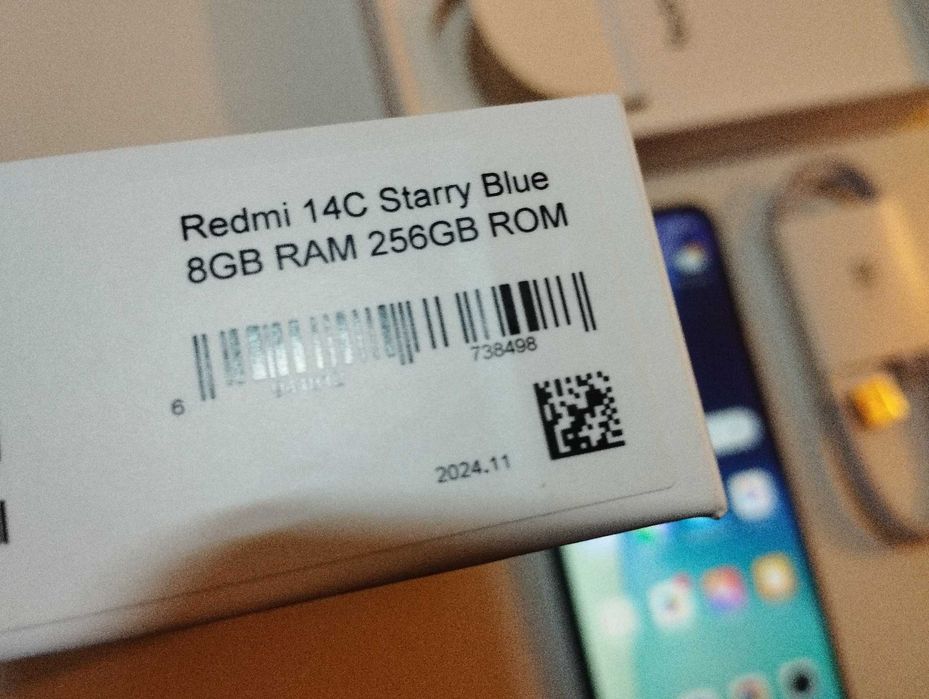 Redmi 14C Starry Blue
8GB RAM 256GB ROM
6 738498
2024.11